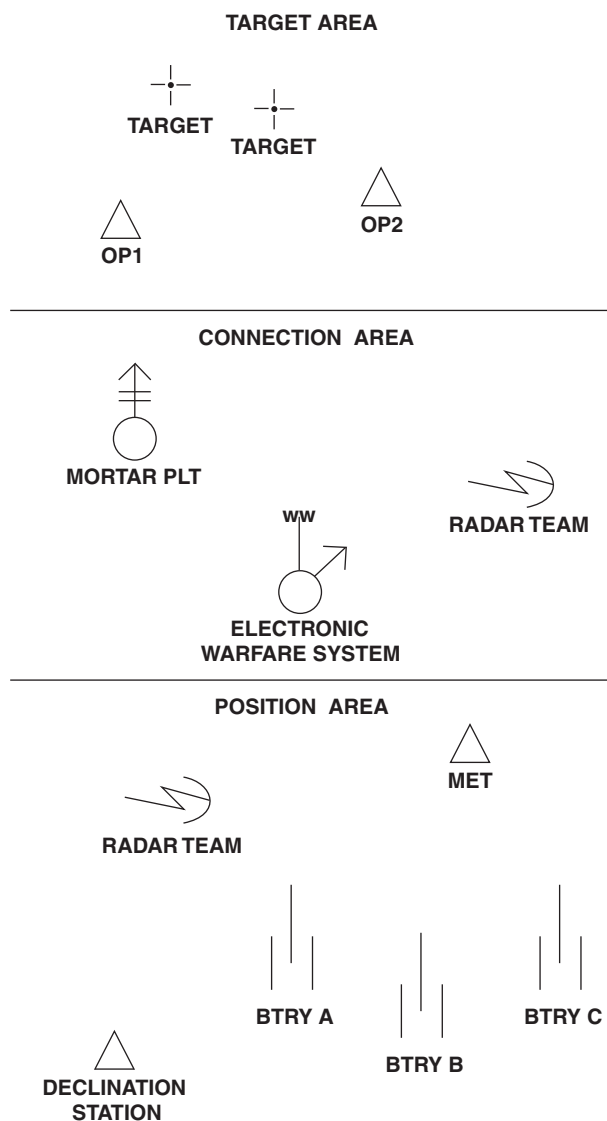 TARGET AREA
TARGET
TARGET
OP1
OP2
CONNECTION AREA
MORTAR PLT
RADAR TEAM
WW
ELECTRONIC
WARFARE SYSTEM
POSITION AREA
MET
RADAR TEAM
BTRY A
BTRY B
BTRY C
DECLINATION
STATION